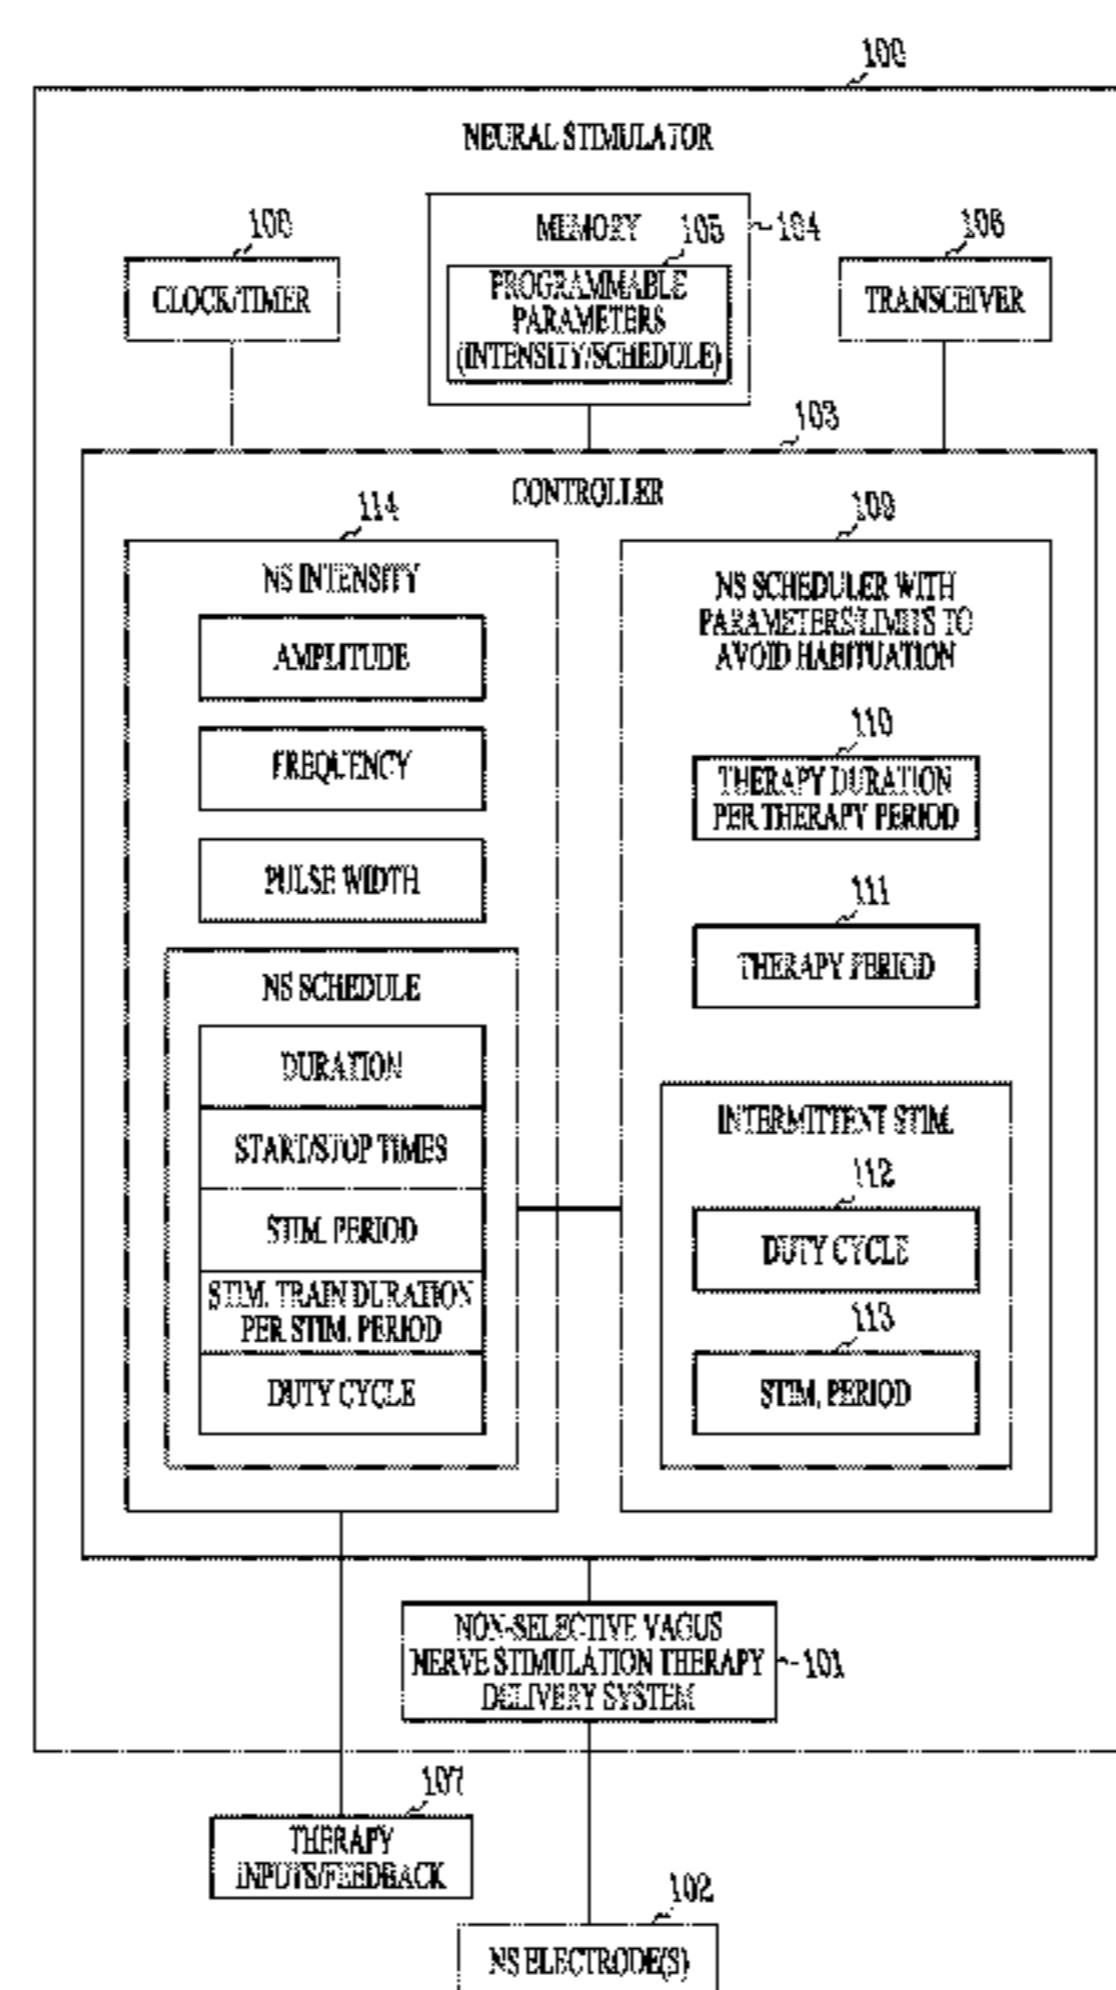 100
NEURAL STIMULATOR
108
CLOCK/TIMER
MEMORY
105
104
PROGRAMMABLE
PARAMETERS
(INTENSITY/SCHEDULE)
106
TRANSCEIVER
103
CONTROLLER
114
NS INTENSITY
AMPLITUDE
FREQUENCY
PULSE WIDTH
NS SCHEDULE
DURATION
START/STOP TIMES
STIM. PERIOD
STIM. TRAIN DURATION
PER STIM. PERIOD
DUTY CYCLE
109
NS SCHEDULER WITH
PARAMETERS/LIMITS TO
AVOID HABITUATION
110
THERAPY DURATION
PER THERAPY PERIOD
111
THERAPY PERIOD
INTERMITTENT STIM.
112
DUTY CYCLE
113
STIM. PERIOD
NON-SELECTIVE VAGUS
NERVE STIMULATION THERAPY
DELIVERY SYSTEM
101
107
THERAPY
INPUTS/FEEDBACK
102
NS ELECTRODE(S)